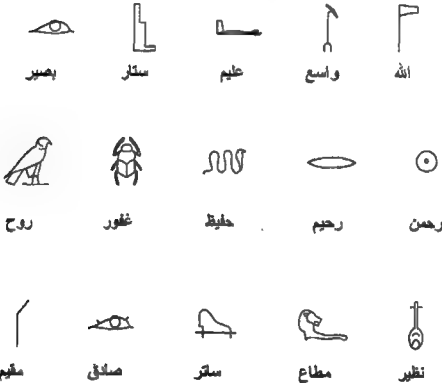 الله واسع عليم ستار بصير
رحمن رحيم حفيظ غفور روح
نظير مطاع ساتر صادق مقيم